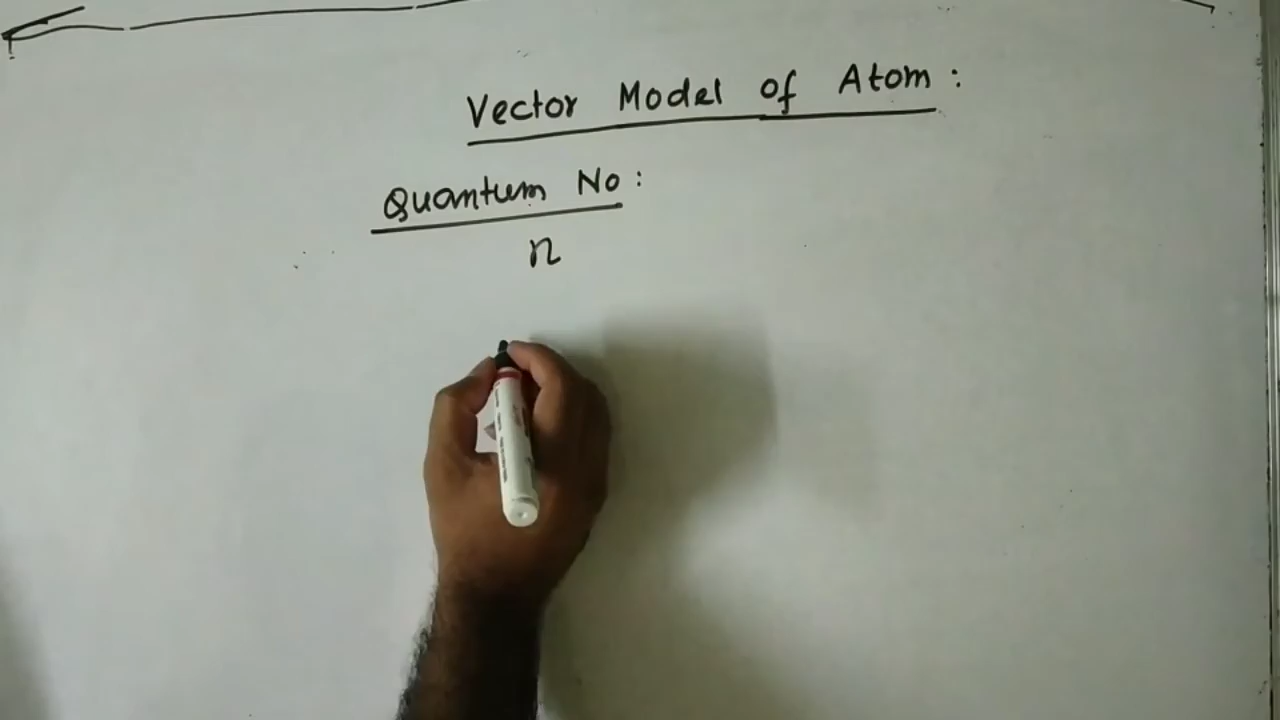 Vector Model of Atom :
Quantum No :
n